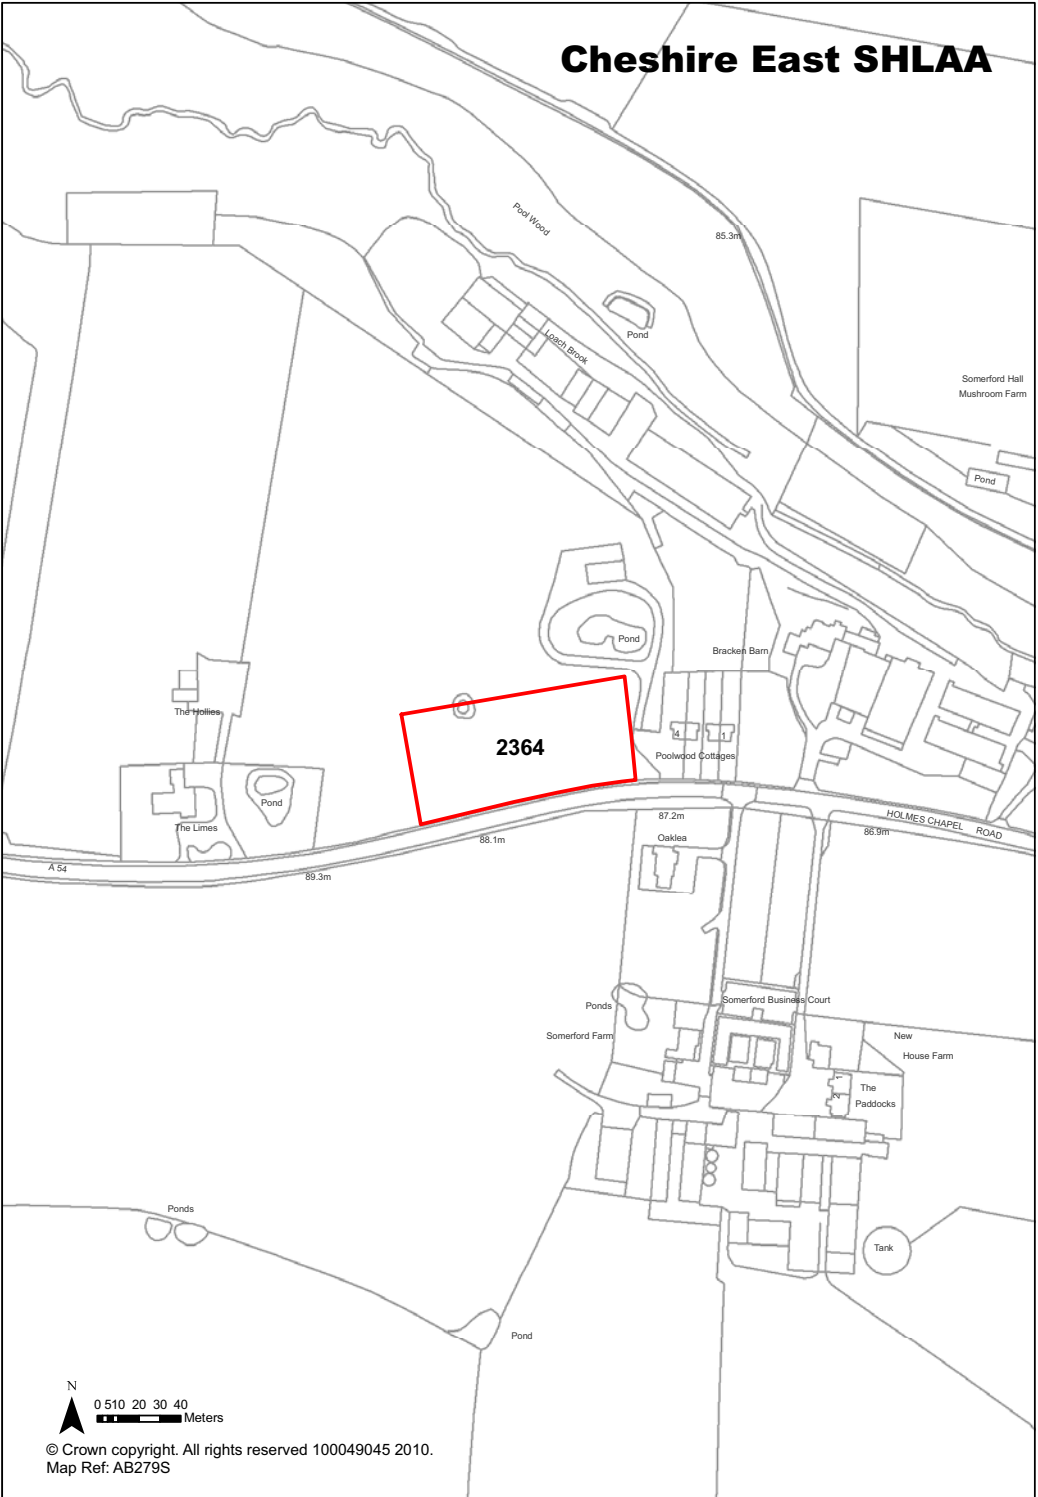 Cheshire East SHLAA
Pool Wood
85.3m
Pond
Loach Brook
Somerford Hall
Mushroom Farm
Pond
Pond
Bracken Barn
The Hollies
2364
4
1
Poolwood Cottages
Pond
The Limes
87.2m
HOLMES CHAPEL ROAD
86.9m
88.1m
Oaklea
A 54
89.3m
Ponds
Somerford Business Court
Somerford Farm
New
House Farm
1
The
2
Paddocks
Ponds
Tank
Pond
N
0 5 10 20 30 40
Meters
© Crown copyright. All rights reserved 100049045 2010.
Map Ref: AB279S